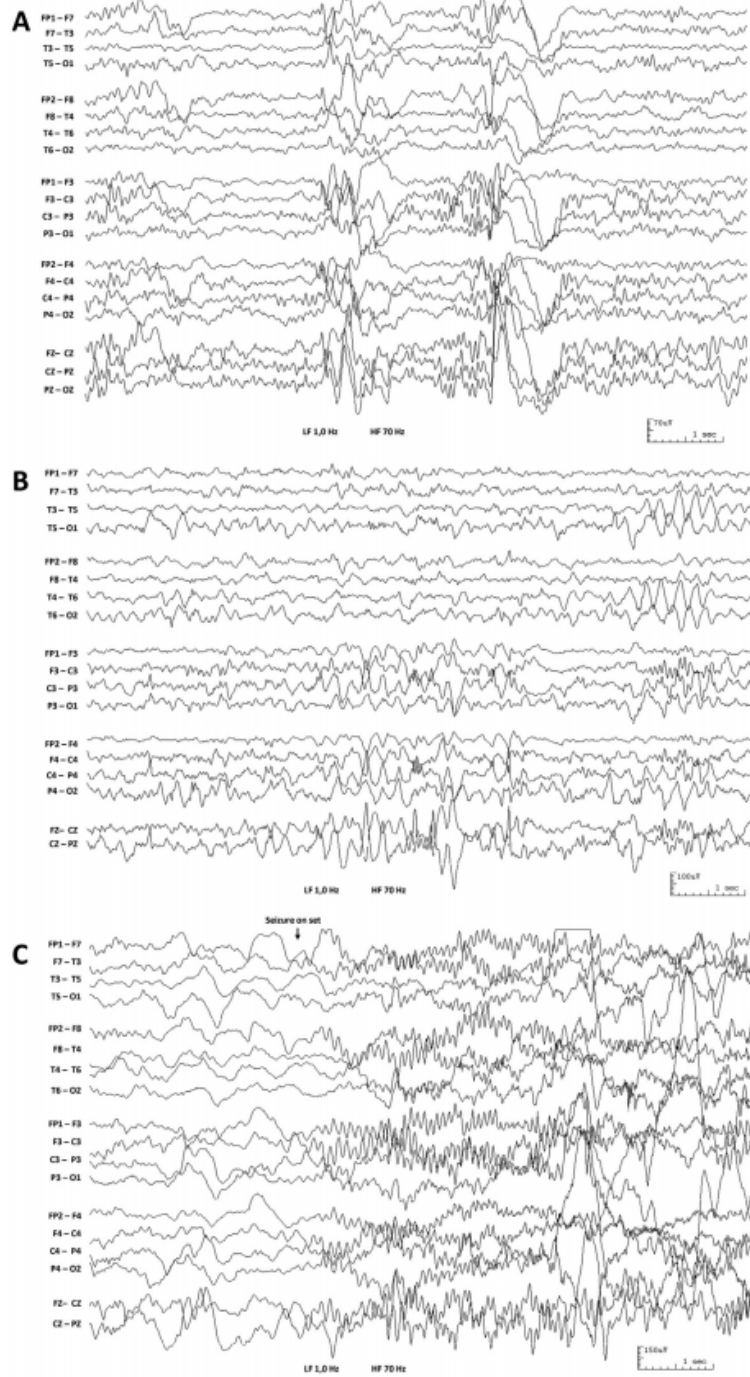 A
FP1 – F7
F7 – T3
T3 – T5
T5 – O1
FP2 – F8
F8 – T4
T4 – T6
T6 – O2
FP1 – F3
F3 – C3
C3 – P3
P3 – O1
FP2 – F4
F4 – C4
C4 – P4
P4 – O2
FZ – CZ
CZ – PZ
PZ – OZ
LF 1,0 Hz HF 70 Hz
70uV
1 sec
B
FP1 – F7
F7 – T3
T3 – T5
T5 – O1
FP2 – F8
F8 – T4
T4 – T6
T6 – O2
FP1 – F3
F3 – C3
C3 – P3
P3 – O1
FP2 – F4
F4 – C4
C4 – P4
P4 – O2
FZ – CZ
CZ – PZ
LF 1,0 Hz HF 70 Hz
100uV
1 sec
Seizure on set
C
FP1 – F7
F7 – T3
T3 – T5
T5 – O1
FP2 – F8
F8 – T4
T4 – T6
T6 – O2
FP1 – F3
F3 – C3
C3 – P3
P3 – O1
FP2 – F4
F4 – C4
C4 – P4
P4 – O2
FZ – CZ
CZ – PZ
LF 1,0 Hz HF 70 Hz
150uV
1 sec